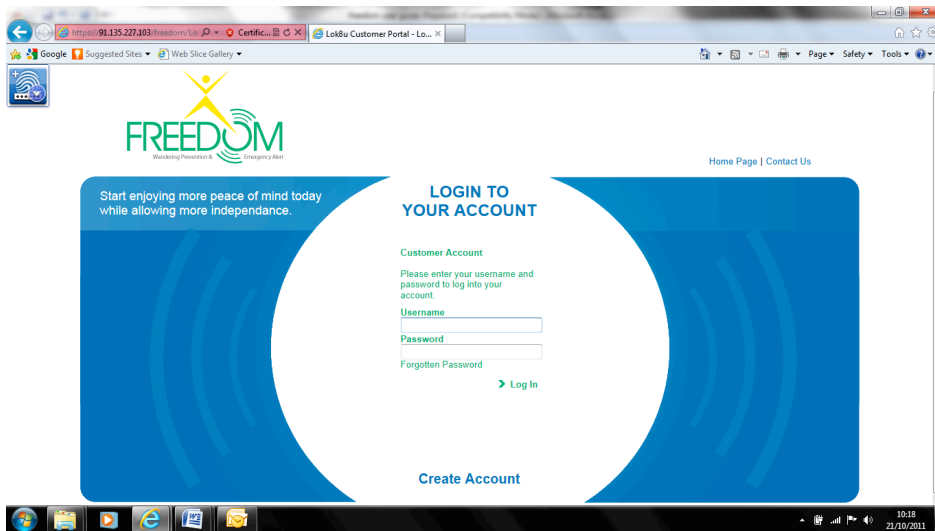 https://91.135.227.103/freedom/Lo
Certific...
Lok8u Customer Portal - Lo...
Google
Suggested Sites
Web Slice Gallery
Page
Safety
Tools
FREEDOM
Wandering Prevention & Emergency Alert
Home Page | Contact Us
Start enjoying more peace of mind today
while allowing more independance.
LOGIN TO
YOUR ACCOUNT
Customer Account
Please enter your username and
password to log into your
account.
Username
Password
Forgotten Password
Log In
Create Account
10:18
21/10/2011